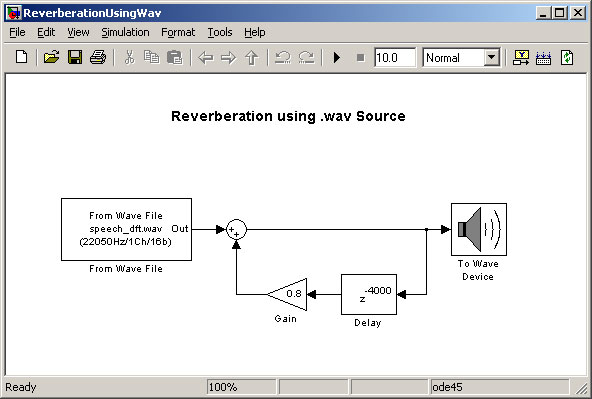 ReverberationUsingWav
File Edit View Simulation Format Tools Help
10.0 Normal
Reverberation using .wav Source
From Wave File
speech_dft.wav Out
(22050Hz/1Ch/16b)
From Wave File
+
+
To Wave
Device
0.8
Gain
z^-4000
Delay
Ready 100% ode45